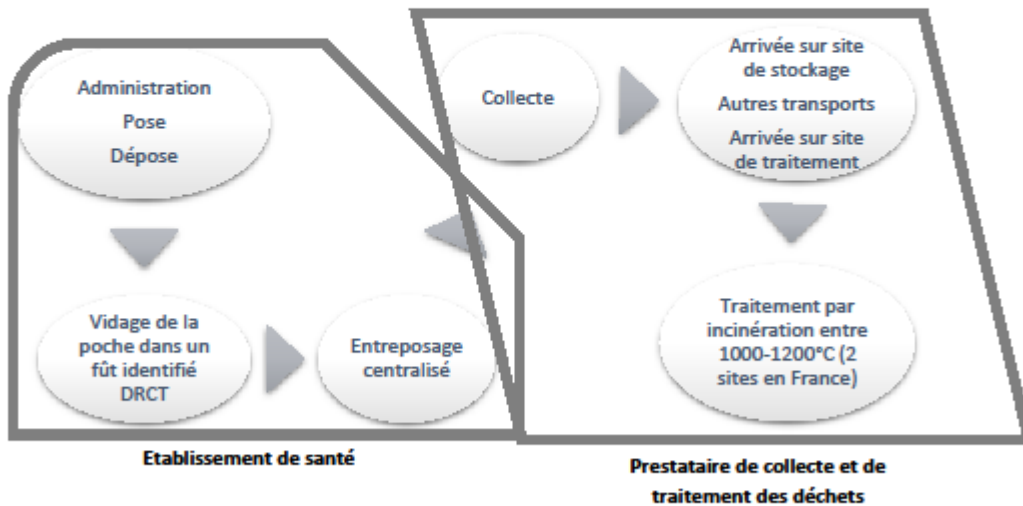 Administration
Pose
Dépose
Vidage de la
poche dans un
fût identifié
DRCT
Entreposage
centralisé
Etablissement de santé
Collecte
Arrivée sur site
de stockage
Autres transports
Arrivée sur site
de traitement
Traitement par
incinération entre
1000-1200°C (2
sites en France)
Prestataire de collecte et de
traitement des déchets